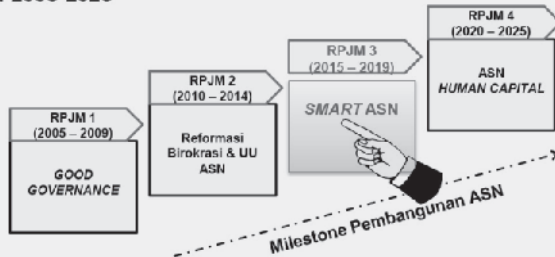 RPJM 1
(2005 – 2009)
GOOD
GOVERNANCE
RPJM 2
(2010 – 2014)
Reformasi
Birokrasi & UU
ASN
RPJM 3
(2015 – 2019)
SMART ASN
RPJM 4
(2020 – 2025)
ASN
HUMAN CAPITAL
Milestone Pembangunan ASN